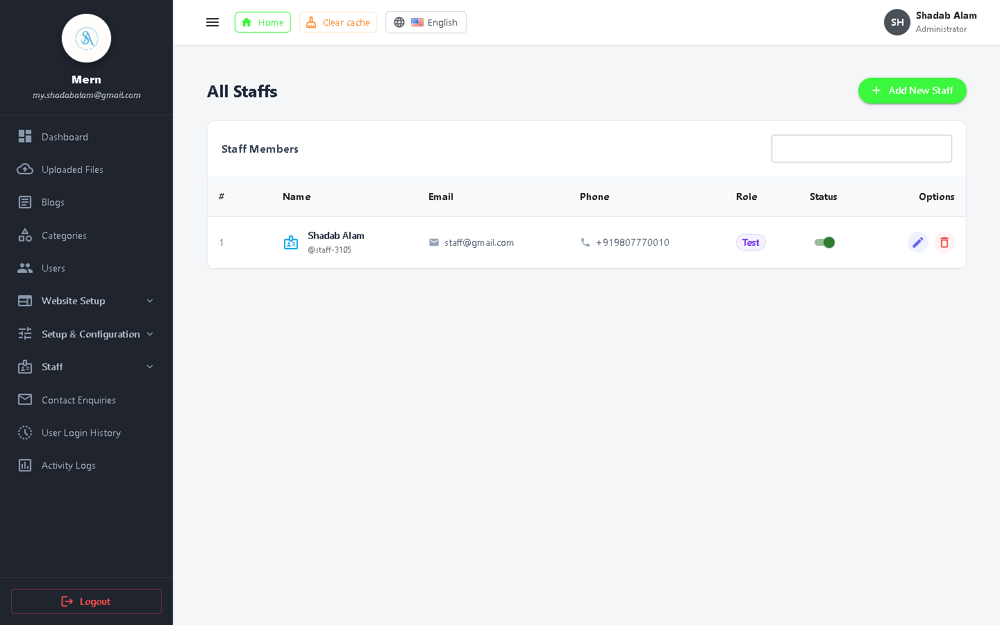 Mern
my.shadabalam@gmail.com
Dashboard
Uploaded Files
Blogs
Categories
Users
Website Setup
Setup & Configuration
Staff
Contact Enquiries
User Login History
Activity Logs
Logout
Home
Clear cache
English
SH
Shadab Alam
Administrator
All Staffs
Add New Staff
Staff Members
# Name Email Phone Role Status Options
1 Shadab Alam staff@gmail.com +919807770010 Test
@staff-3105